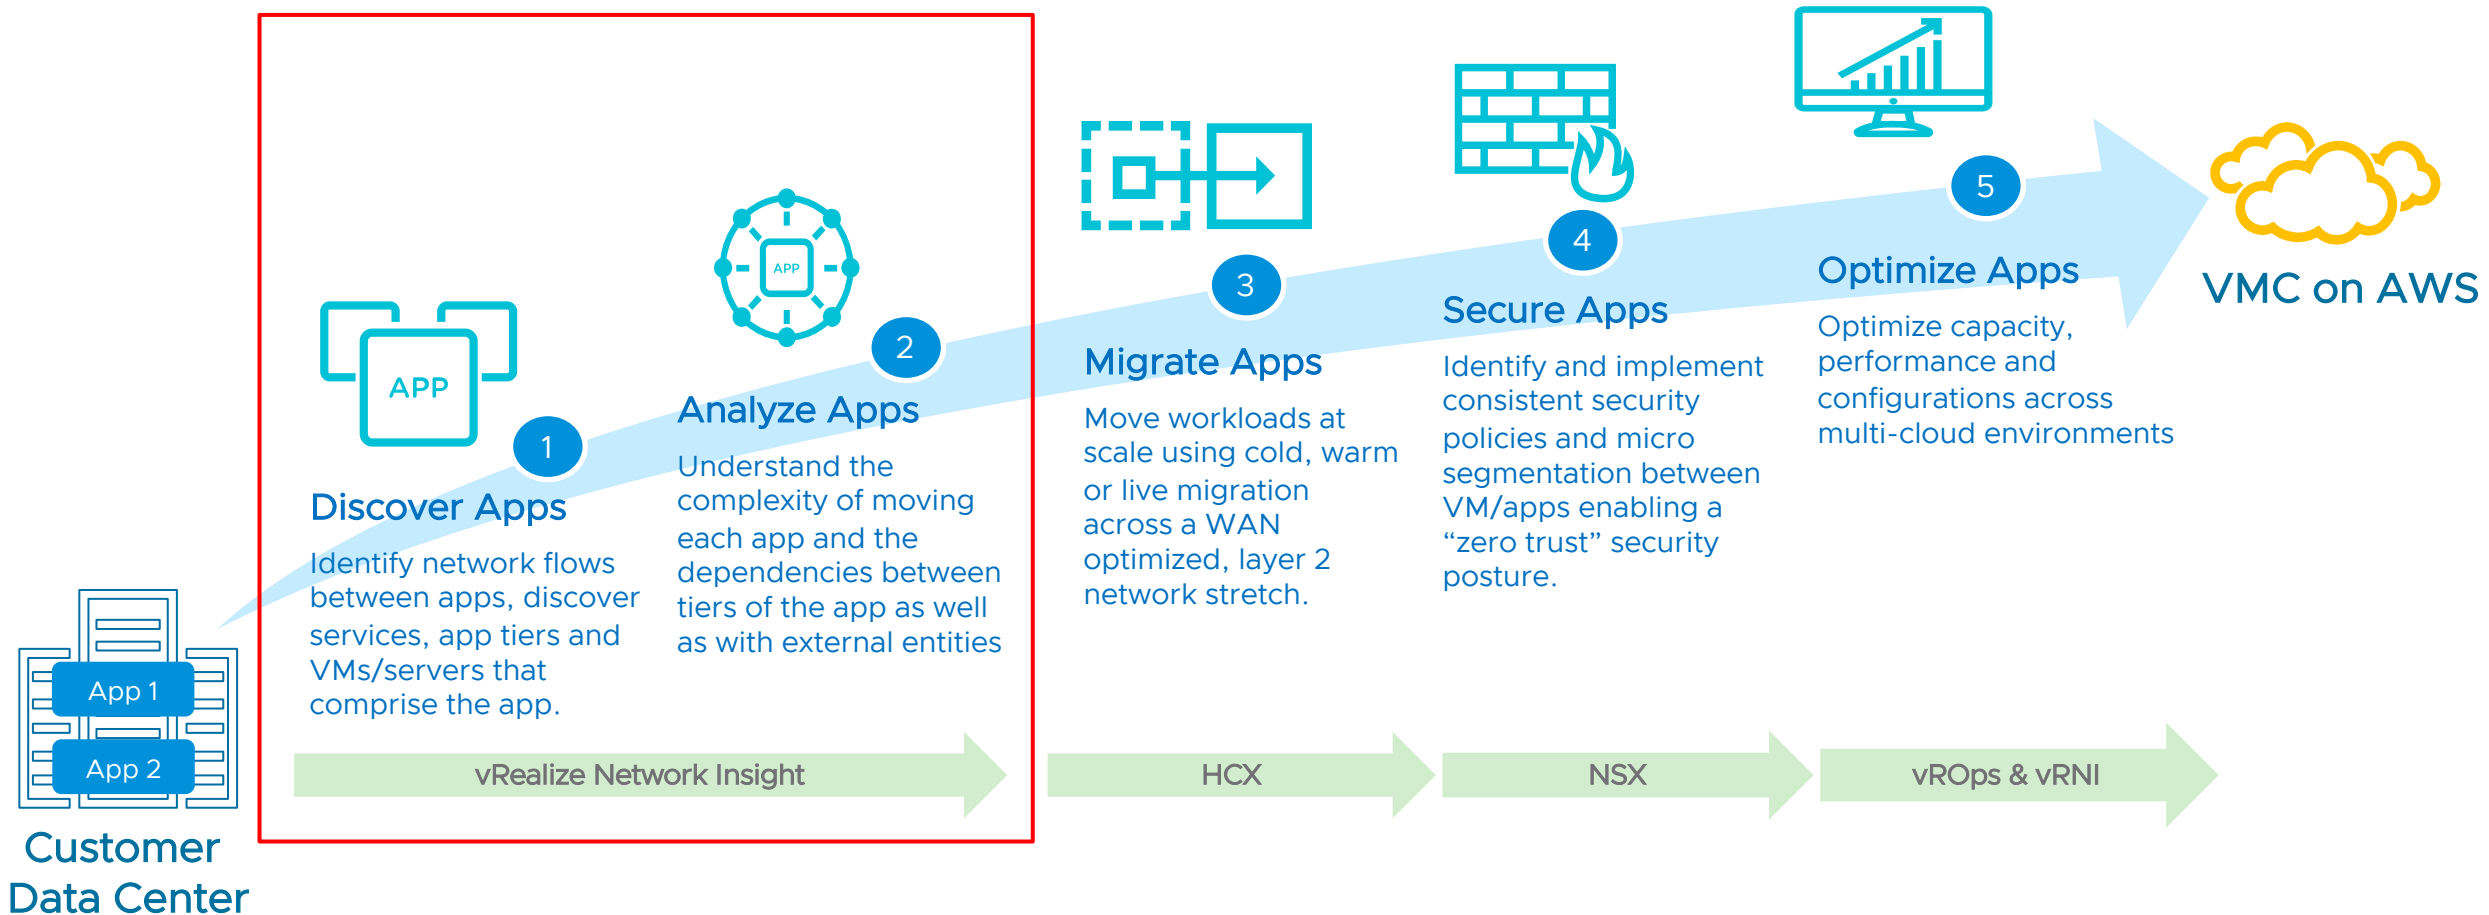 APP
1
Discover Apps
Identify network flows
between apps, discover
services, app tiers and
VMs/servers that
comprise the app.
APP
2
Analyze Apps
Understand the
complexity of moving
each app and the
dependencies between
tiers of the app as well
as with external entities
3
Migrate Apps
Move workloads at
scale using cold, warm
or live migration
across a WAN
optimized, layer 2
network stretch.
4
Secure Apps
Identify and implement
consistent security
policies and micro
segmentation between
VM/apps enabling a
“zero trust” security
posture.
5
Optimize Apps
Optimize capacity,
performance and
configurations across
multi-cloud environments
VMC on AWS
App 1
App 2
Customer
Data Center
vRealize Network Insight
HCX
NSX
vROps & vRNI